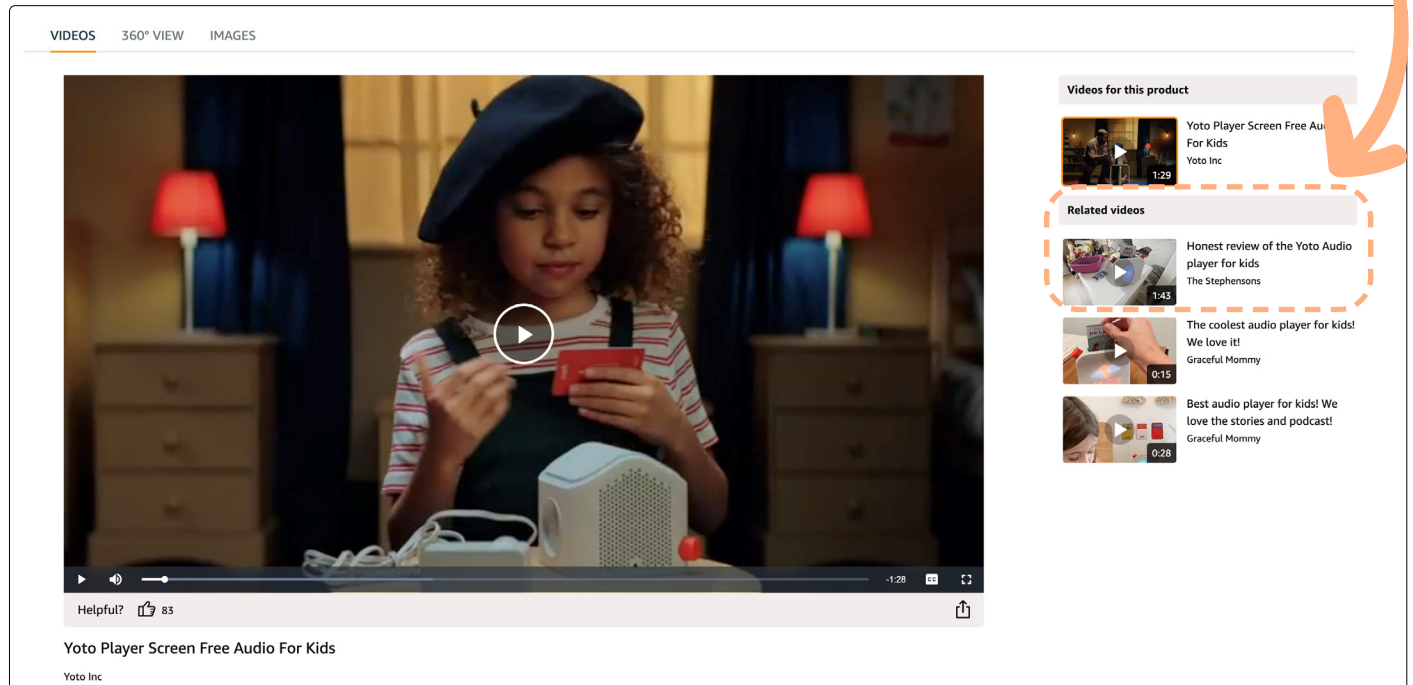 VIDEOS 360° VIEW IMAGES
Videos for this product
Yoto Player Screen Free Au
For Kids
Yoto Inc
1:29
Related videos
Honest review of the Yoto Audio
player for kids
The Stephensons
1:43
The coolest audio player for kids!
We love it!
Graceful Mommy
0:15
Best audio player for kids! We
love the stories and podcast!
Graceful Mommy
0:28
-1:28 CC
Helpful? 83
Yoto Player Screen Free Audio For Kids
Yoto Inc